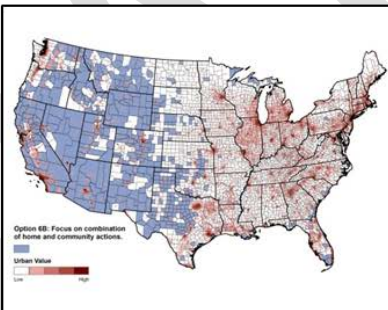 Option 6B: Focus on combination
of home and community actions.
Urban Value
Low High